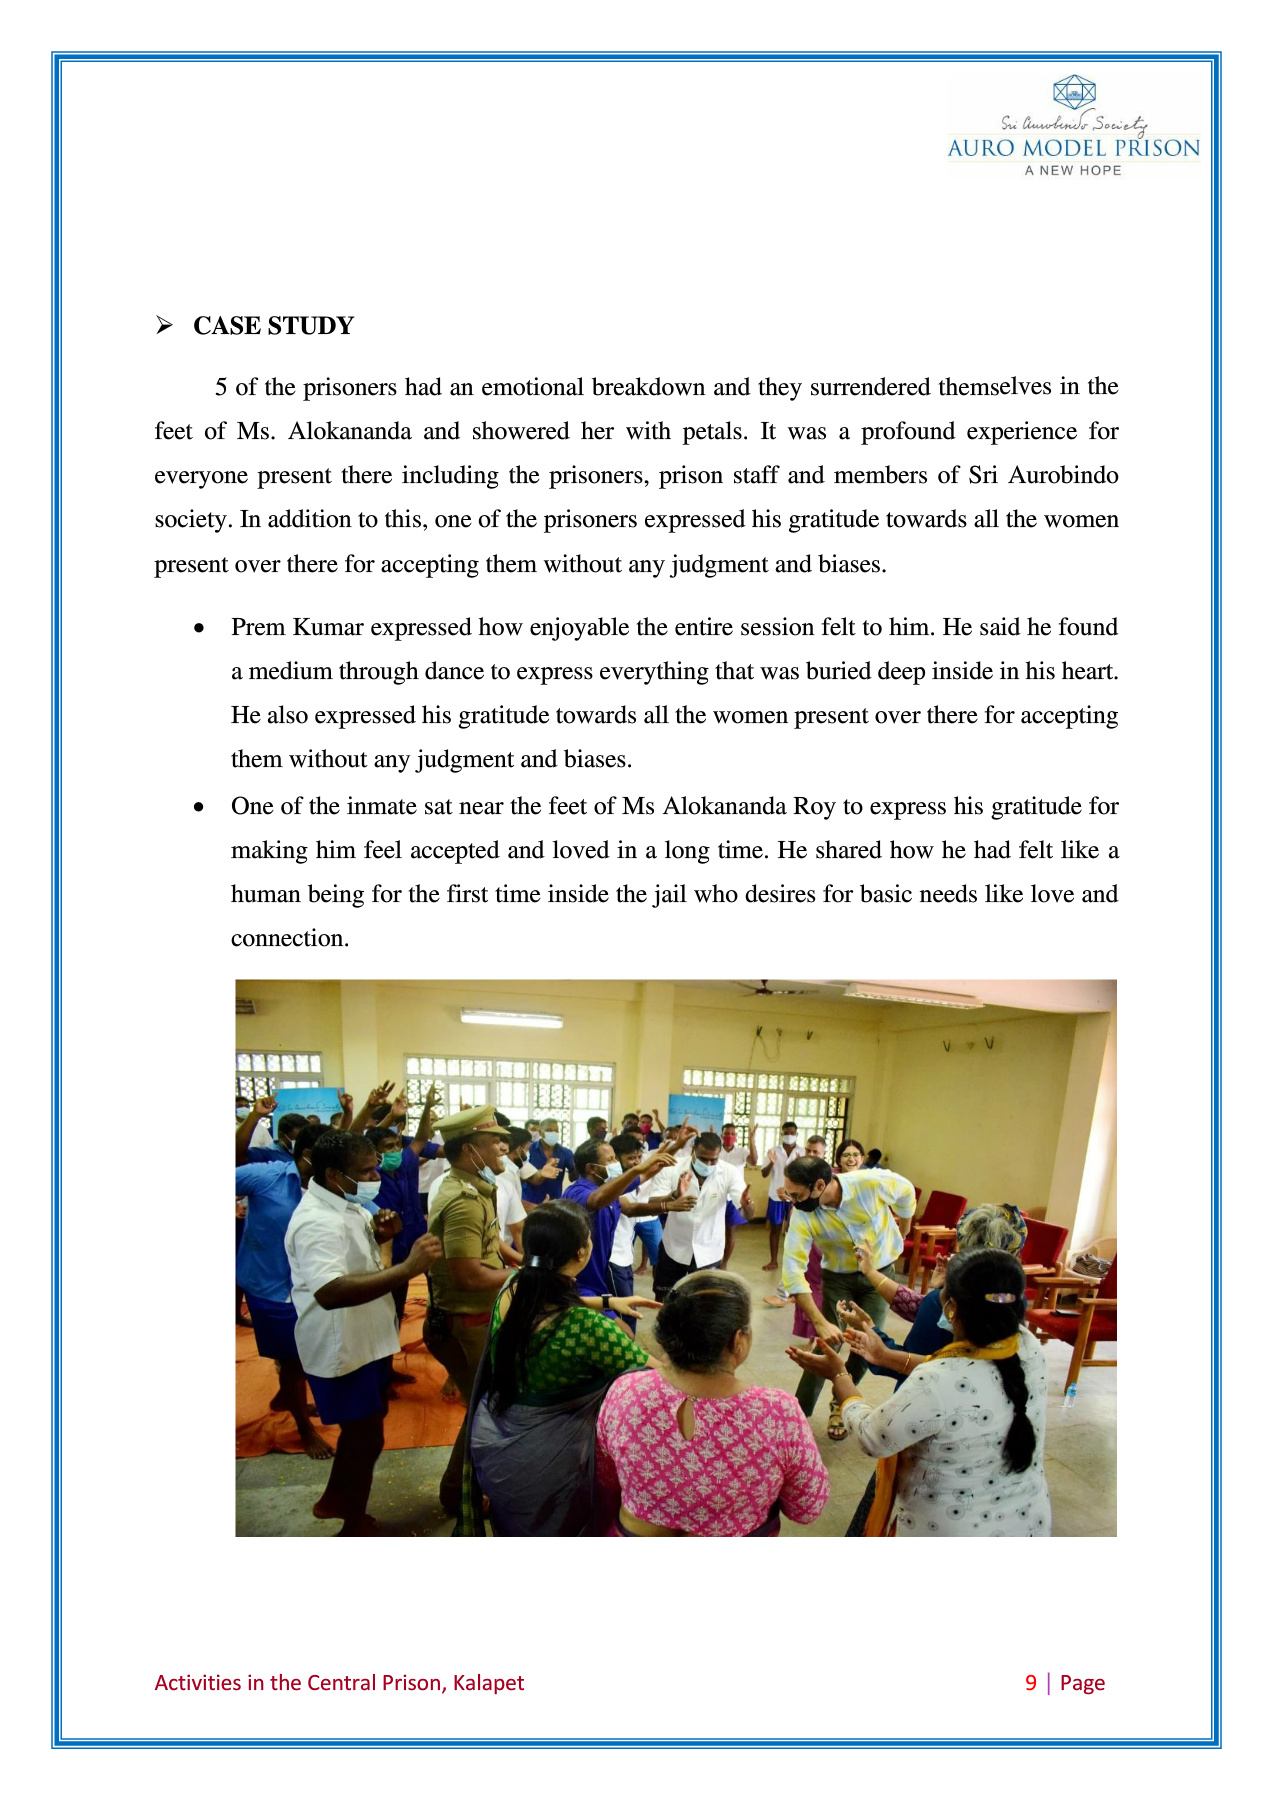 Sri Aurobindo Society
AURO MODEL PRISON
A NEW HOPE
➢ CASE STUDY
5 of the prisoners had an emotional breakdown and they surrendered themselves in the
feet of Ms. Alokananda and showered her with petals. It was a profound experience for
everyone present there including the prisoners, prison staff and members of Sri Aurobindo
society. In addition to this, one of the prisoners expressed his gratitude towards all the women
present over there for accepting them without any judgment and biases.
• Prem Kumar expressed how enjoyable the entire session felt to him. He said he found
a medium through dance to express everything that was buried deep inside in his heart.
He also expressed his gratitude towards all the women present over there for accepting
them without any judgment and biases.
• One of the inmate sat near the feet of Ms Alokananda Roy to express his gratitude for
making him feel accepted and loved in a long time. He shared how he had felt like a
human being for the first time inside the jail who desires for basic needs like love and
connection.
Sri Aurobindo Society
Sri Aurobindo Society
Activities in the Central Prison, Kalapet 9 | Page